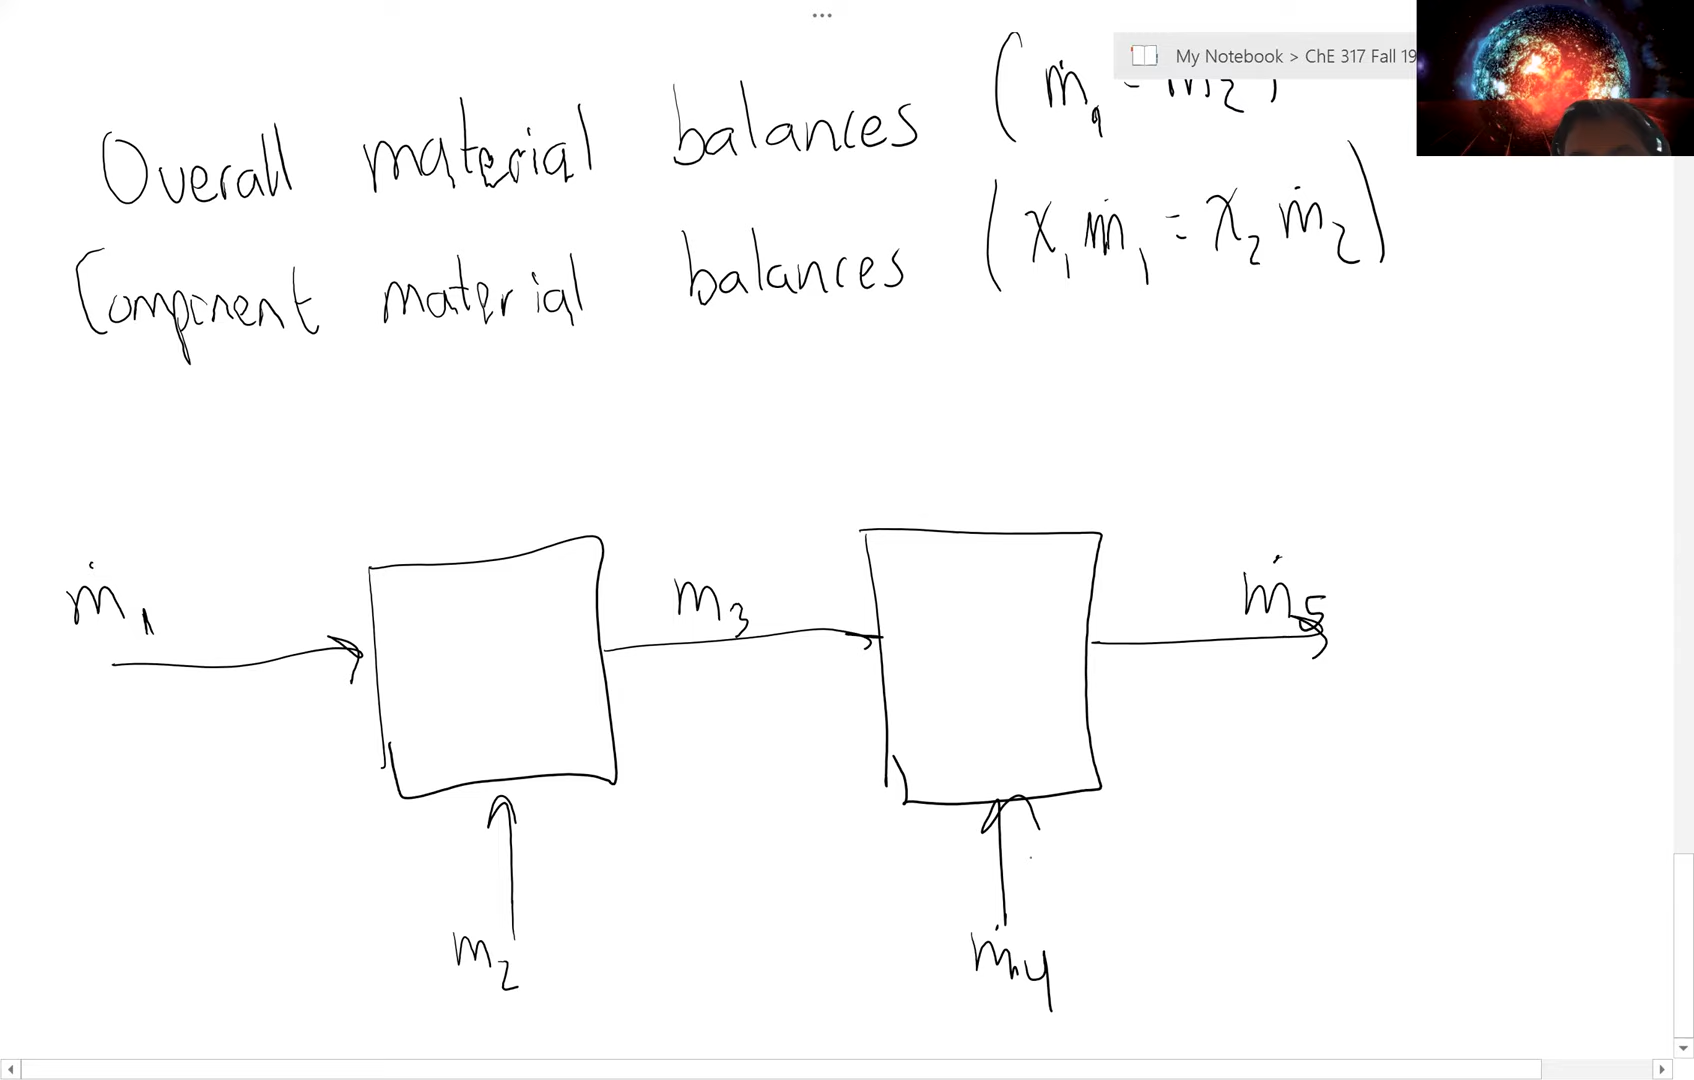 My Notebook > ChE 317 Fall 19
Overall material balances (ṁ₁ = ṁ₂)
Component material balances (x₁ṁ₁ = x₂ṁ₂)
ṁ₁
m₃
ṁ₅
m₂
ṁ₄